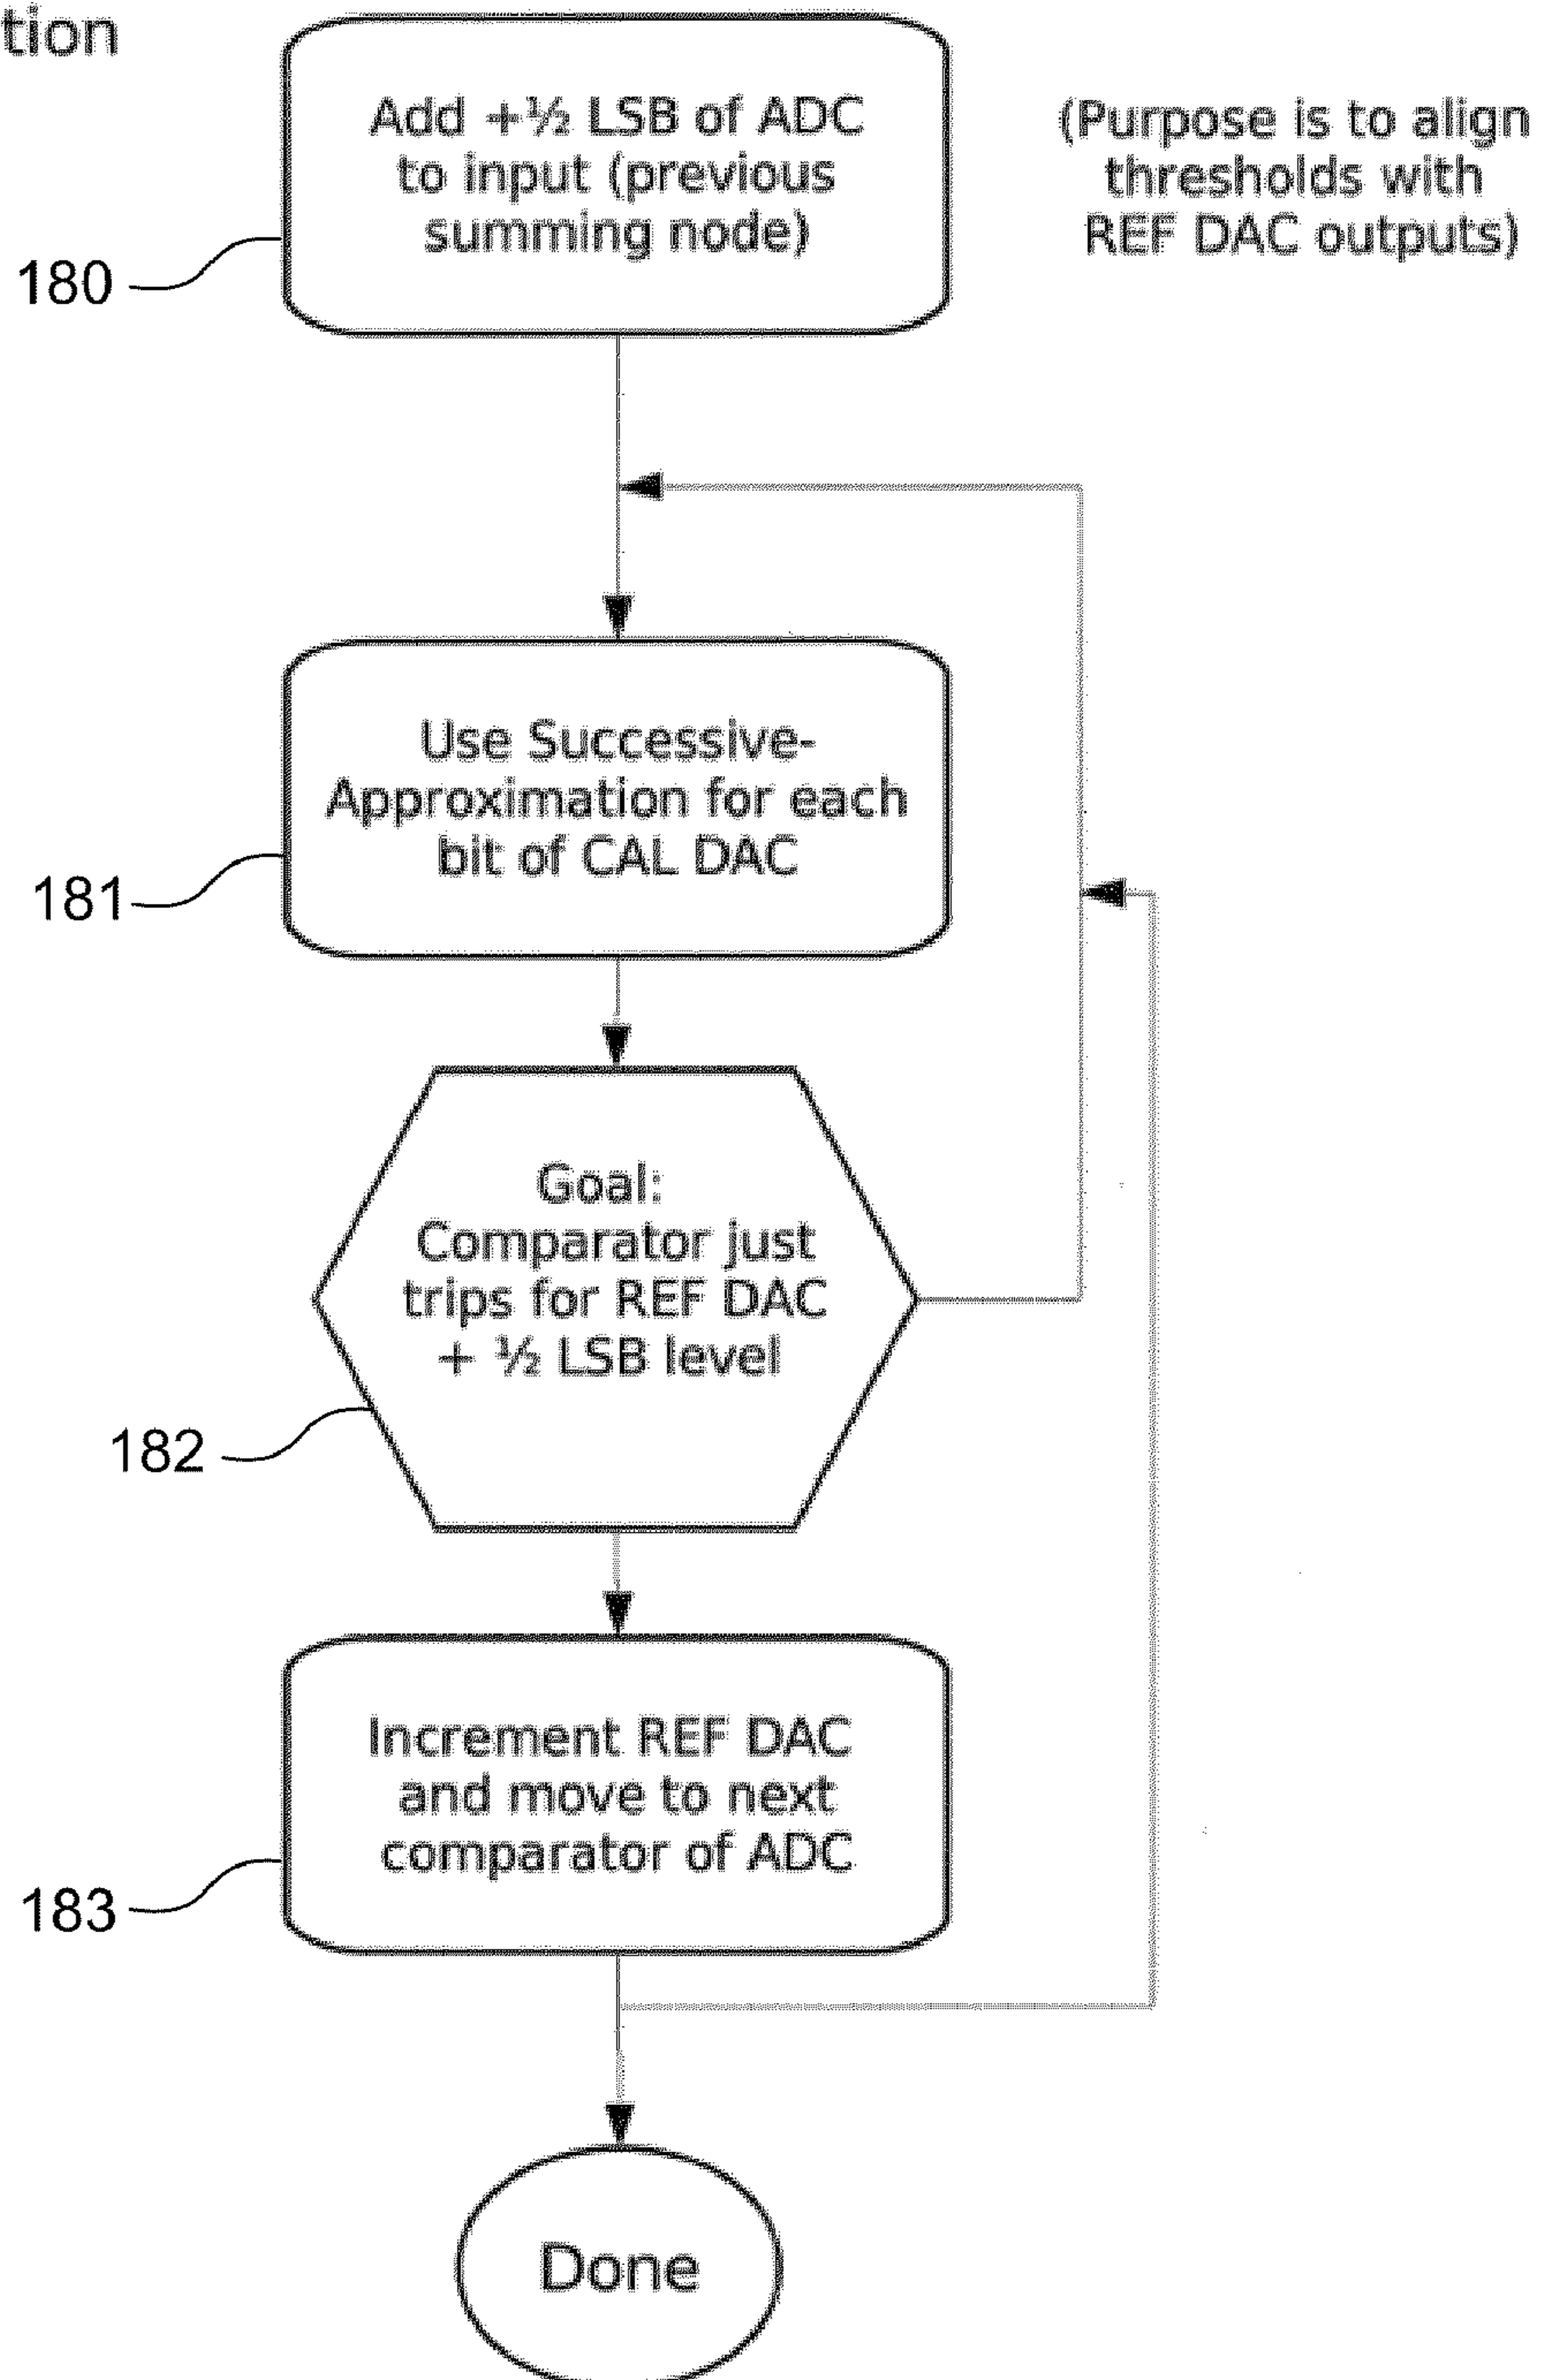 tion
Add +½ LSB of ADC
to input (previous
summing node)
(Purpose is to align
thresholds with
REF DAC outputs)
180
Use Successive-
Approximation for each
bit of CAL DAC
181
Goal:
Comparator just
trips for REF DAC
+ ½ LSB level
182
Increment REF DAC
and move to next
comparator of ADC
183
Done